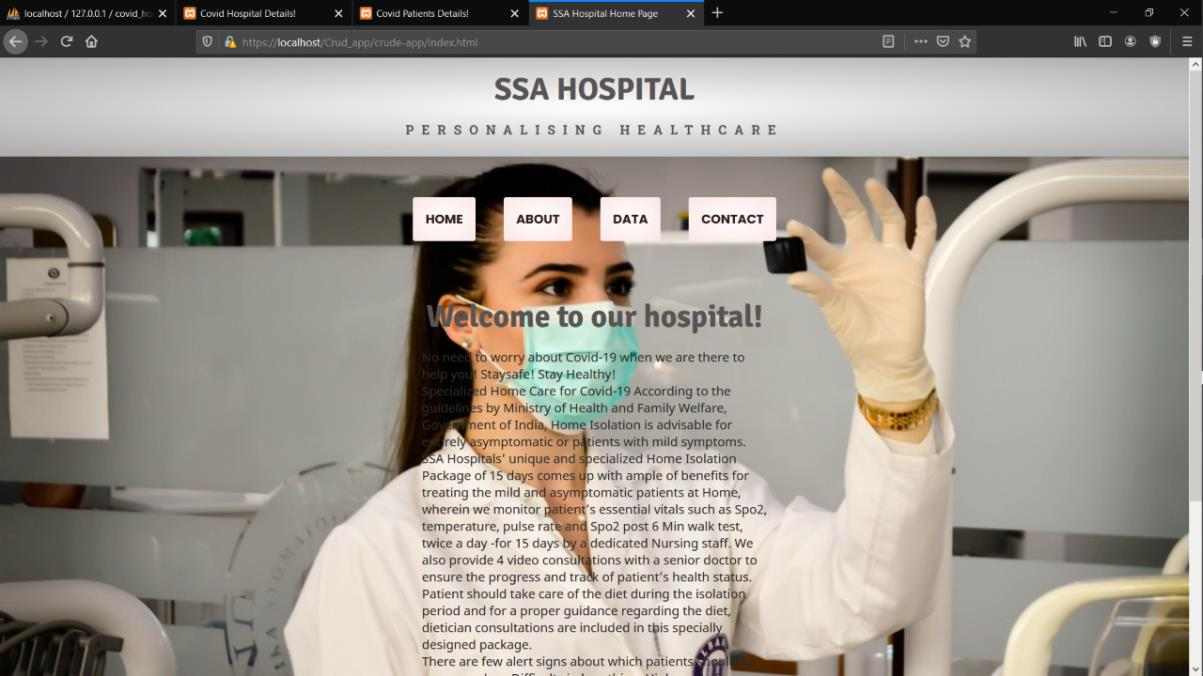 localhost / 127.0.0.1 / covid_ho
Covid Hospital Details!
Covid Patients Details!
SSA Hospital Home Page
https://localhost/Crud_app/crude-app/index.html
SSA HOSPITAL
PERSONALISING HEALTHCARE
HOME
ABOUT
DATA
CONTACT
Welcome to our hospital!
No need to worry about Covid-19 when we are there to
help you! Staysafe! Stay Healthy!
Specialized Home Care for Covid-19 According to the
guidelines by Ministry of Health and Family Welfare,
Government of India, Home Isolation is advisable for
entirely asymptomatic or patients with mild symptoms.
SSA Hospitals' unique and specialized Home Isolation
Package of 15 days comes up with ample of benefits for
treating the mild and asymptomatic patients at Home,
wherein we monitor patient's essential vitals such as Spo2,
temperature, pulse rate and Spo2 post 6 Min walk test,
twice a day -for 15 days by a dedicated Nursing staff. We
also provide 4 video consultations with a senior doctor to
ensure the progress and track of patient's health status.
Patient should take care of the diet during the isolation
period and for a proper guidance regarding the diet,
dietician consultations are included in this specially
designed package.
There are few alert signs about which patients should